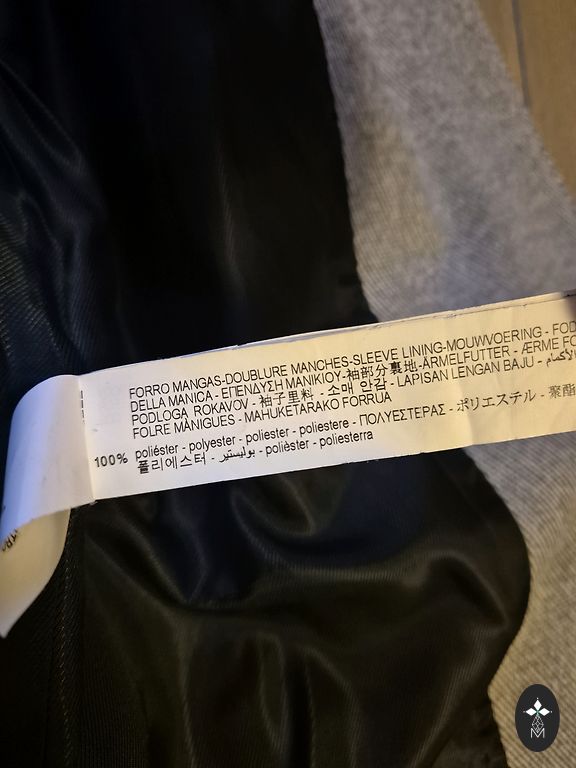 FORRO MANGAS-DOUBLURE MANCHES-SLEEVE LINING-MOUWVOERING - FOD
DELLA MANICA - ΕΠΕΝΔΥΣΗ ΜΑΝΙΚΙΟΥ-袖部分裏地-ÄRMELFUTTER - ÆRME FO
PODLOGA ROKAVOV - 袖子里料 - 소매 안감 - LAPISAN LENGAN BAJU - الأكمام
FOLRE MÀNIGUES - MAHUKETARAKO FORRUA
100% poliéster - polyester - poliester - poliestere - ΠΟΛΥΕΣΤΕΡΑΣ - ポリエステル - 聚酯
폴리에스터 - بوليستير - polièster - poliesterra
M